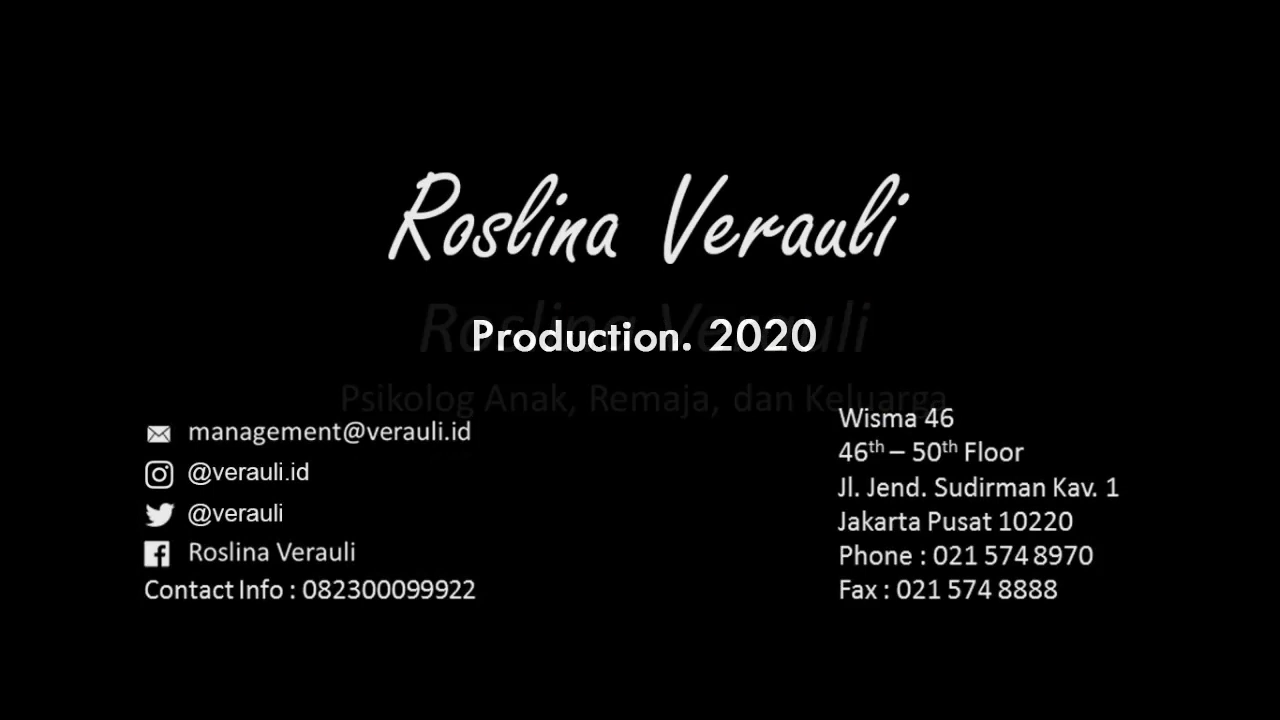 Roslina Verauli
Roslina Verauli
Production. 2020
Psikolog Anak, Remaja, dan Keluarga
management@verauli.id
@verauli.id
@verauli
Roslina Verauli
Contact Info : 082300099922
Wisma 46
46th – 50th Floor
Jl. Jend. Sudirman Kav. 1
Jakarta Pusat 10220
Phone : 021 574 8970
Fax : 021 574 8888